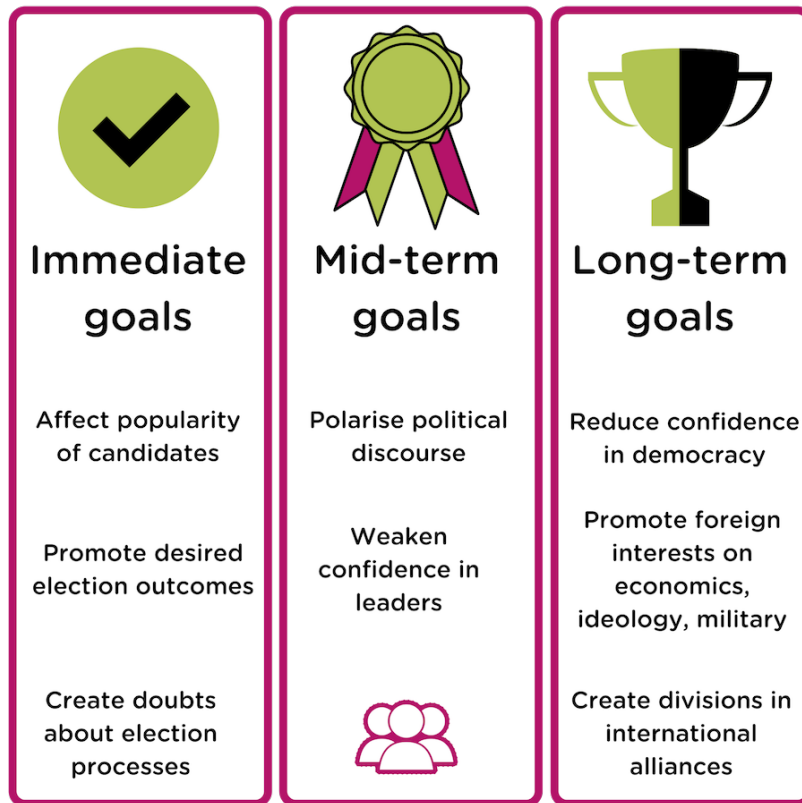 Immediate
goals
Affect popularity
of candidates
Promote desired
election outcomes
Create doubts
about election
processes
Mid-term
goals
Polarise political
discourse
Weaken
confidence in
leaders
Long-term
goals
Reduce confidence
in democracy
Promote foreign
interests on
economics,
ideology, military
Create divisions in
international
alliances